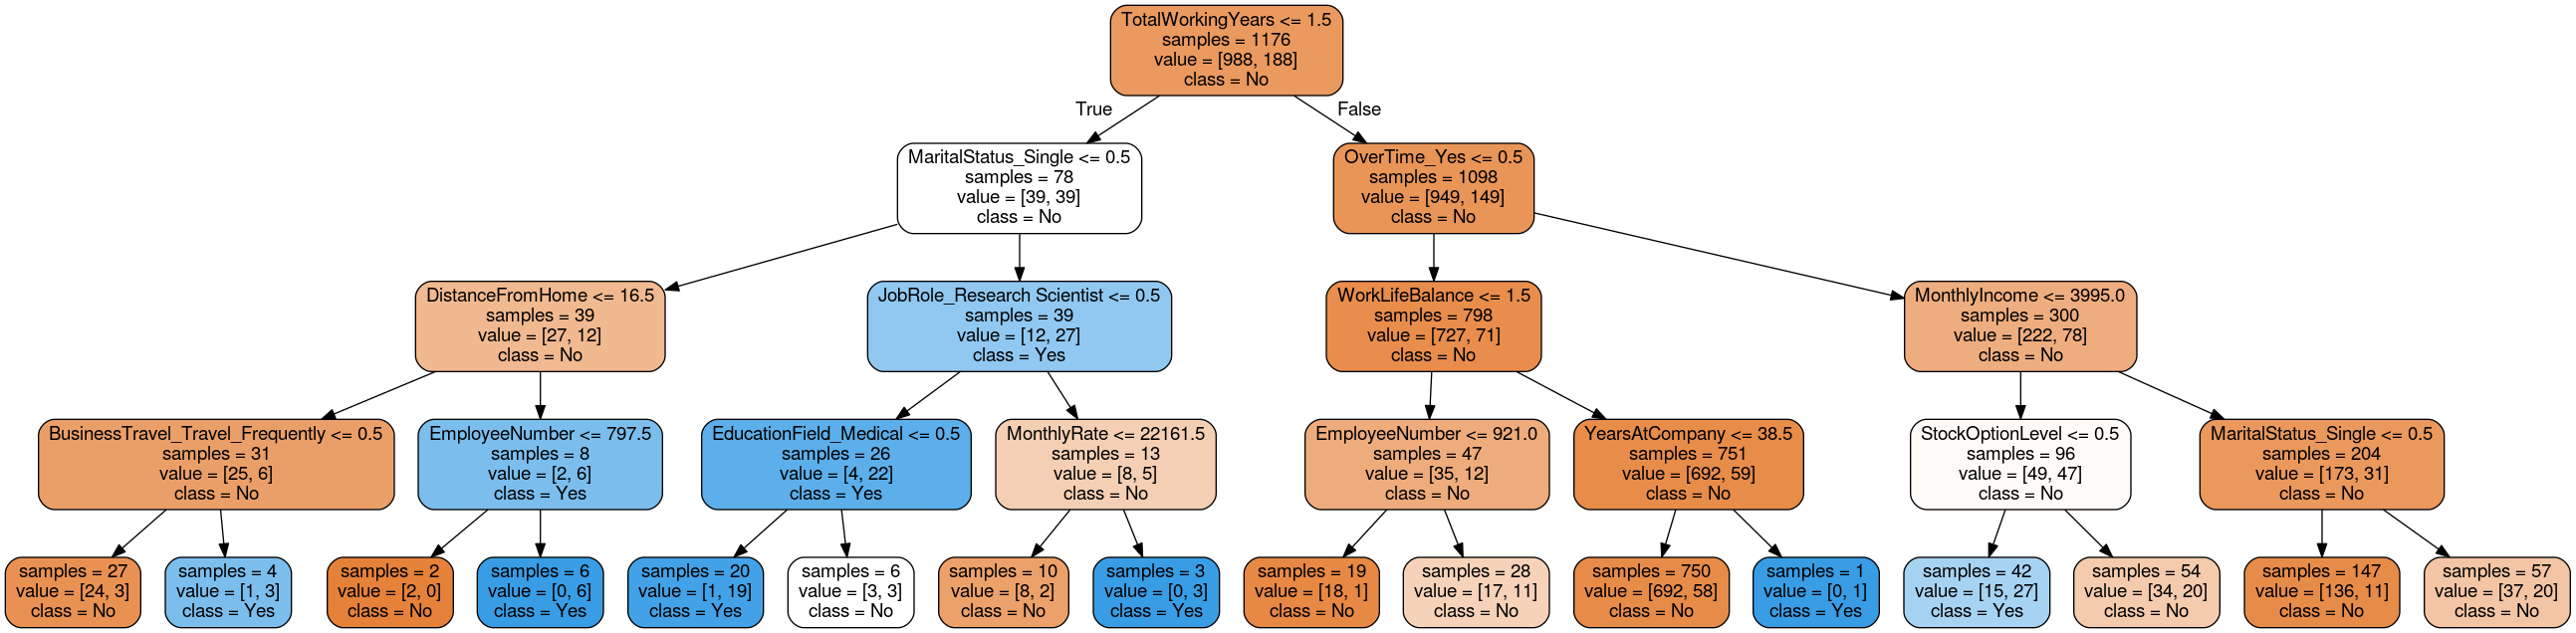 TotalWorkingYears <= 1.5
samples = 1176
value = [988, 188]
class = No
True
False
MaritalStatus_Single <= 0.5
samples = 78
value = [39, 39]
class = No
OverTime_Yes <= 0.5
samples = 1098
value = [949, 149]
class = No
DistanceFromHome <= 16.5
samples = 39
value = [27, 12]
class = No
JobRole_Research Scientist <= 0.5
samples = 39
value = [12, 27]
class = Yes
WorkLifeBalance <= 1.5
samples = 798
value = [727, 71]
class = No
MonthlyIncome <= 3995.0
samples = 300
value = [222, 78]
class = No
BusinessTravel_Travel_Frequently <= 0.5
samples = 31
value = [25, 6]
class = No
EmployeeNumber <= 797.5
samples = 8
value = [2, 6]
class = Yes
EducationField_Medical <= 0.5
samples = 26
value = [4, 22]
class = Yes
MonthlyRate <= 22161.5
samples = 13
value = [8, 5]
class = No
EmployeeNumber <= 921.0
samples = 47
value = [35, 12]
class = No
YearsAtCompany <= 38.5
samples = 751
value = [692, 59]
class = No
StockOptionLevel <= 0.5
samples = 96
value = [49, 47]
class = No
MaritalStatus_Single <= 0.5
samples = 204
value = [173, 31]
class = No
samples = 27
value = [24, 3]
class = No
samples = 4
value = [1, 3]
class = Yes
samples = 2
value = [2, 0]
class = No
samples = 6
value = [0, 6]
class = Yes
samples = 20
value = [1, 19]
class = Yes
samples = 6
value = [3, 3]
class = No
samples = 10
value = [8, 2]
class = No
samples = 3
value = [0, 3]
class = Yes
samples = 19
value = [18, 1]
class = No
samples = 28
value = [17, 11]
class = No
samples = 750
value = [692, 58]
class = No
samples = 1
value = [0, 1]
class = Yes
samples = 42
value = [15, 27]
class = Yes
samples = 54
value = [34, 20]
class = No
samples = 147
value = [136, 11]
class = No
samples = 57
value = [37, 20]
class = No